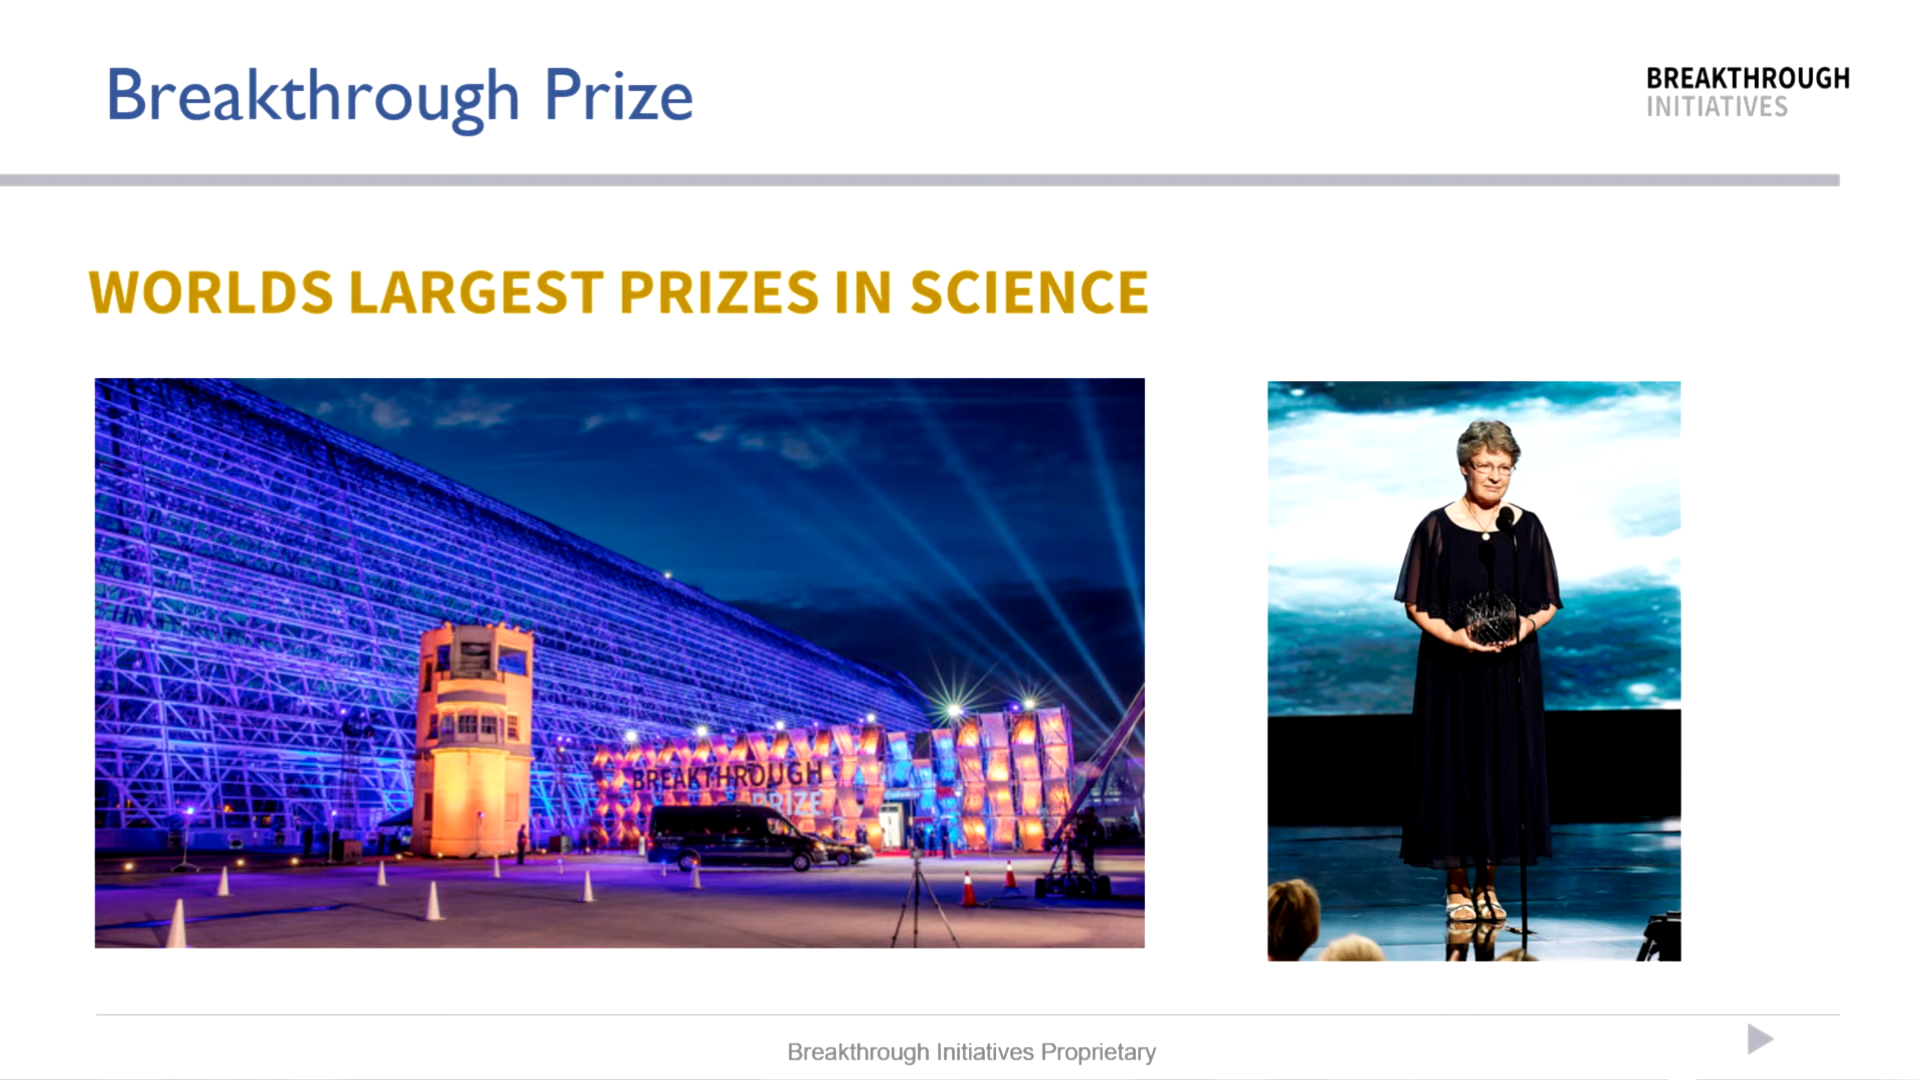 Breakthrough Prize
BREAKTHROUGH
INITIATIVES
WORLDS LARGEST PRIZES IN SCIENCE
BREAKTHROUGH
PRIZE
Breakthrough Initiatives Proprietary